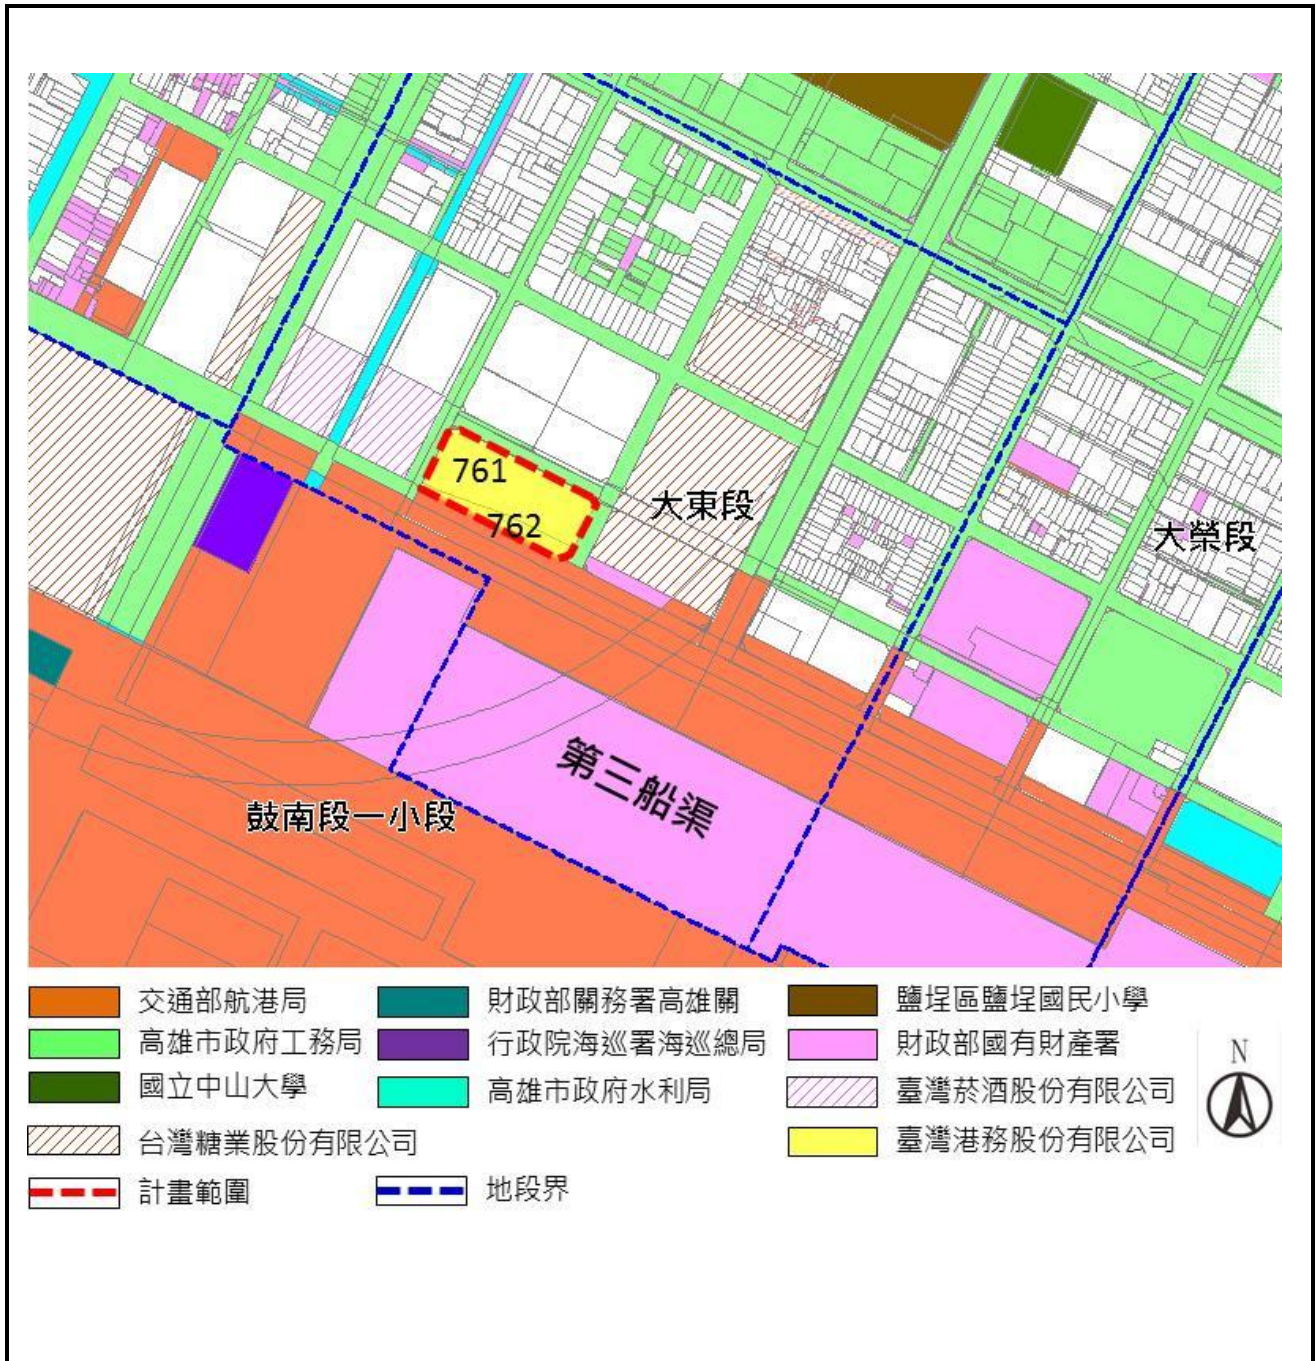 761
762
大東段
大榮段
第三船渠
鼓南段一小段
交通部航港局
財政部關務署高雄關
鹽埕區鹽埕國民小學
高雄市政府工務局
行政院海巡署海巡總局
財政部國有財產署
國立中山大學
高雄市政府水利局
臺灣菸酒股份有限公司
台灣糖業股份有限公司
臺灣港務股份有限公司
計畫範圍
地段界
N